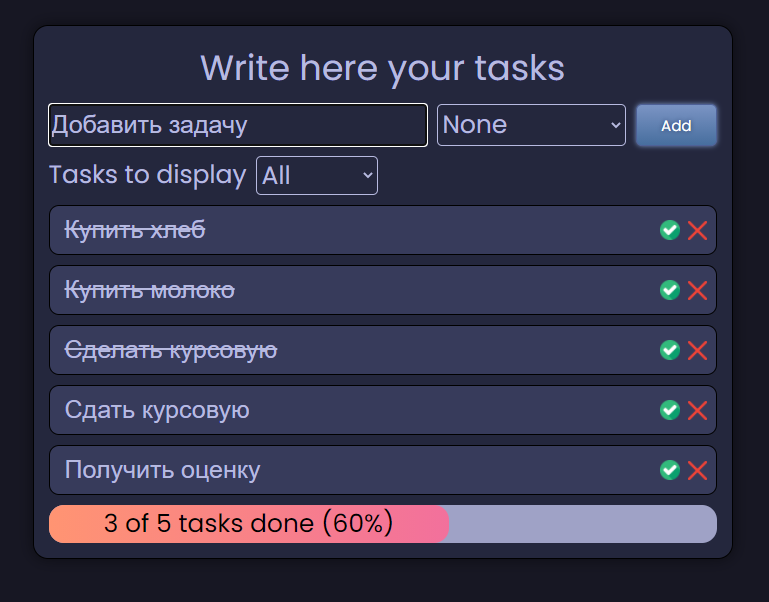 Write here your tasks
Добавить задачу None Add
Tasks to display All
Купить хлеб
Купить молоко
Сделать курсовую
Сдать курсовую
Получить оценку
3 of 5 tasks done (60%)